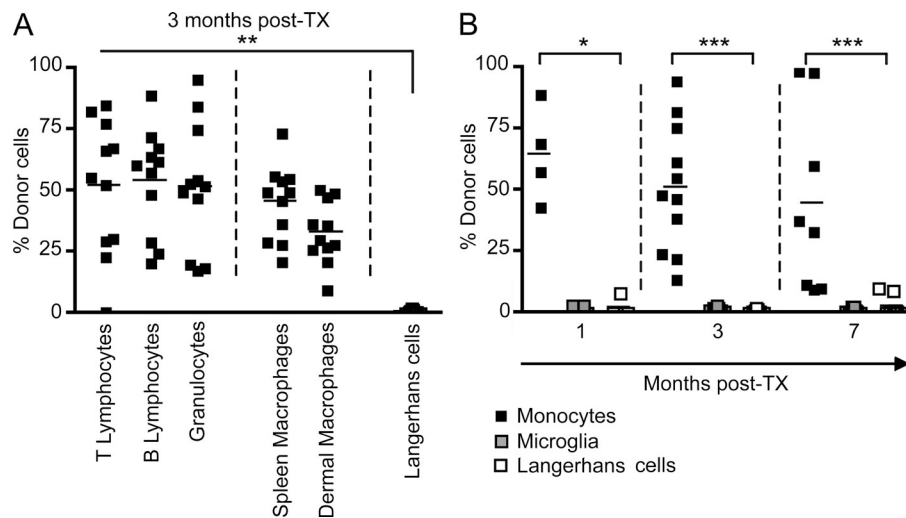 A
3 months post-TX
**
% Donor cells
100
75
50
25
0
T Lymphocytes
B Lymphocytes
Granulocytes
Spleen Macrophages
Dermal Macrophages
Langerhans cells
B
* *** ***
% Donor cells
100
75
50
25
0
1 3 7
Months post-TX
Monocytes
Microglia
Langerhans cells